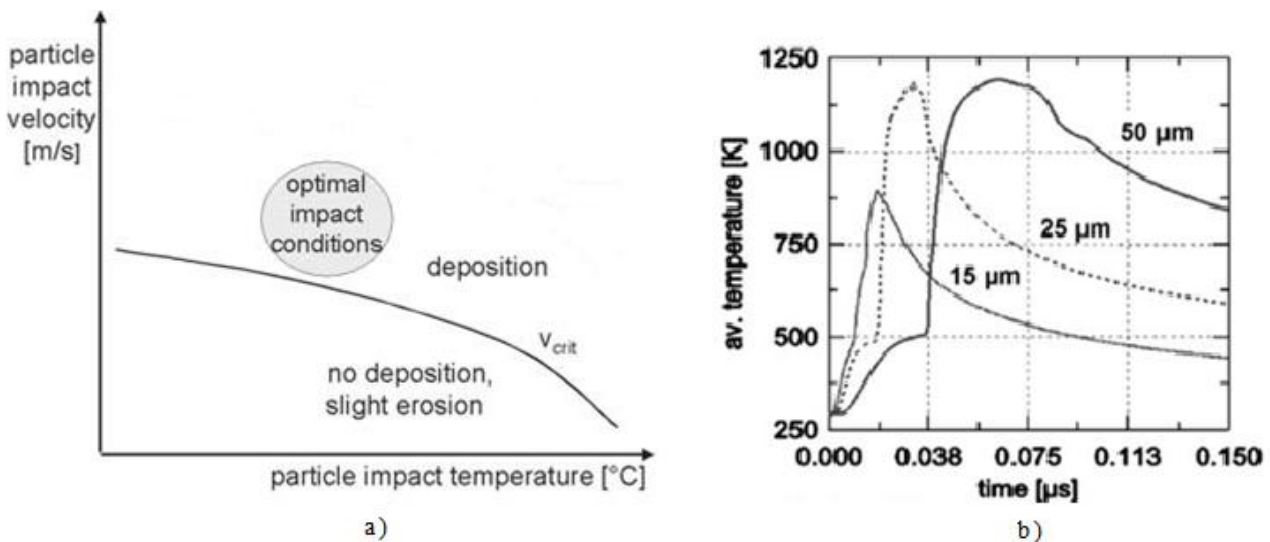 particle
impact
velocity
[m/s]
optimal
impact
conditions
deposition
v_crit
no deposition,
slight erosion
particle impact temperature [°C]
a)
1250
1000
750
500
250
av. temperature [K]
50 µm
25 µm
15 µm
0.000 0.038 0.075 0.113 0.150
time [µs]
b)